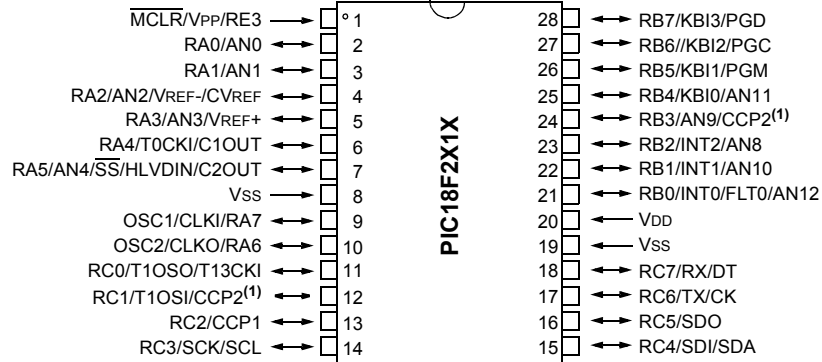 MCLR/VPP/RE3 1 28 RB7/KBI3/PGD
RA0/AN0 2 27 RB6//KBI2/PGC
RA1/AN1 3 26 RB5/KBI1/PGM
RA2/AN2/VREF-/CVREF 4 25 RB4/KBI0/AN11
RA3/AN3/VREF+ 5 24 RB3/AN9/CCP2(1)
RA4/T0CKI/C1OUT 6 23 RB2/INT2/AN8
RA5/AN4/SS/HLVDIN/C2OUT 7 22 RB1/INT1/AN10
VSS 8 21 RB0/INT0/FLT0/AN12
OSC1/CLKI/RA7 9 20 VDD
OSC2/CLKO/RA6 10 19 VSS
RC0/T1OSO/T13CKI 11 18 RC7/RX/DT
RC1/T1OSI/CCP2(1) 12 17 RC6/TX/CK
RC2/CCP1 13 16 RC5/SDO
RC3/SCK/SCL 14 15 RC4/SDI/SDA
PIC18F2X1X